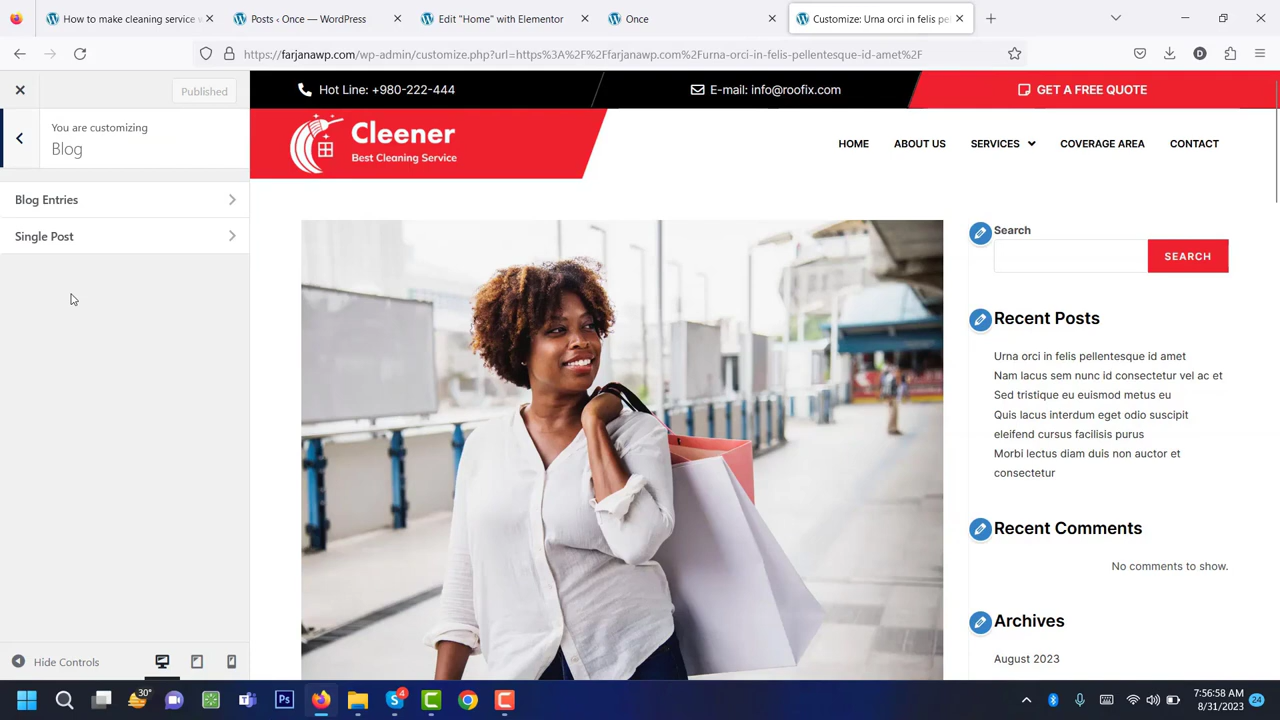 How to make cleaning service w
Posts ‹ Once — WordPress
Edit "Home" with Elementor
Once
Customize: Urna orci in felis pe
https://farjanawp.com/wp-admin/customize.php?url=https%3A%2F%2Ffarjanawp.com%2Furna-orci-in-felis-pellentesque-id-amet%2F
Published
You are customizing
Blog
Blog Entries
Single Post
Hide Controls
Hot Line: +980-222-444
E-mail: info@roofix.com
GET A FREE QUOTE
Cleener
Best Cleaning Service
HOME
ABOUT US
SERVICES
COVERAGE AREA
CONTACT
Search
SEARCH
Recent Posts
Urna orci in felis pellentesque id amet
Nam lacus sem nunc id consectetur vel ac et
Sed tristique eu euismod metus eu
Quis lacus interdum eget odio suscipit
eleifend cursus facilisis purus
Morbi lectus diam duis non auctor et
consectetur
Recent Comments
No comments to show.
Archives
August 2023
30°
Ps
4
7:56:58 AM
8/31/2023
24